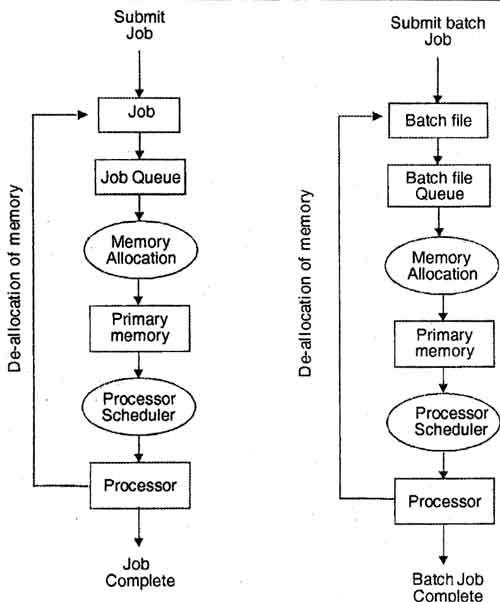 Submit
Job
Job
Job Queue
Memory
Allocation
Primary
memory
Processor
Scheduler
Processor
Job
Complete
De-allocation of memory
Submit batch
Job
Batch file
Batch file
Queue
Memory
Allocation
Primary
memory
Processor
Scheduler
Processor
Batch Job
Complete
De-allocation of memory